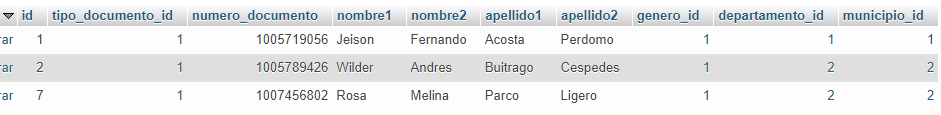 id tipo_documento_id numero_documento nombre1 nombre2 apellido1 apellido2 genero_id departamento_id municipio_id
rar 1 1 1005719056 Jeison Fernando Acosta Perdomo 1 1 1
rar 2 1 1005789426 Wilder Andres Buitrago Cespedes 1 2 2
rar 7 1 1007456802 Rosa Melina Parco Ligero 1 2 2